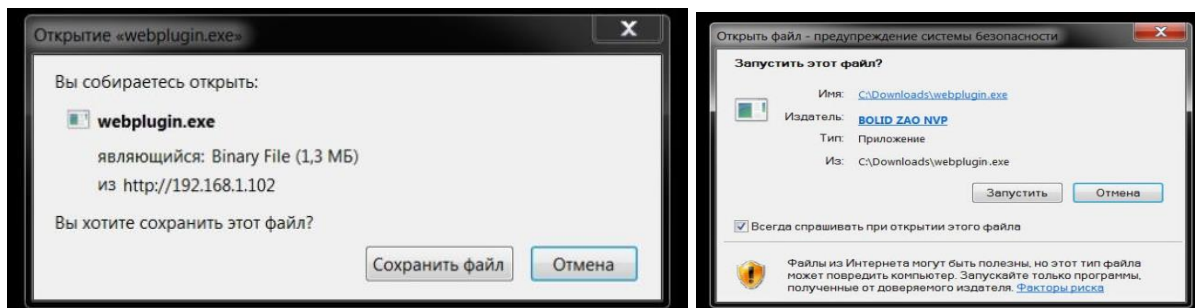 Открытие «webplugin.exe»
Вы собираетесь открыть:
webplugin.exe
являющийся: Binary File (1,3 МБ)
из http://192.168.1.102
Вы хотите сохранить этот файл?
Сохранить файл
Отмена
Открыть файл - предупреждение системы безопасности
Запустить этот файл?
Имя: C:\Downloads\webplugin.exe
Издатель: BOLID ZAO NVP
Тип: Приложение
Из: C:\Downloads\webplugin.exe
Запустить
Отмена
Всегда спрашивать при открытии этого файла
Файлы из Интернета могут быть полезны, но этот тип файла
может повредить компьютер. Запускайте только программы,
полученные от доверяемого издателя. Факторы риска